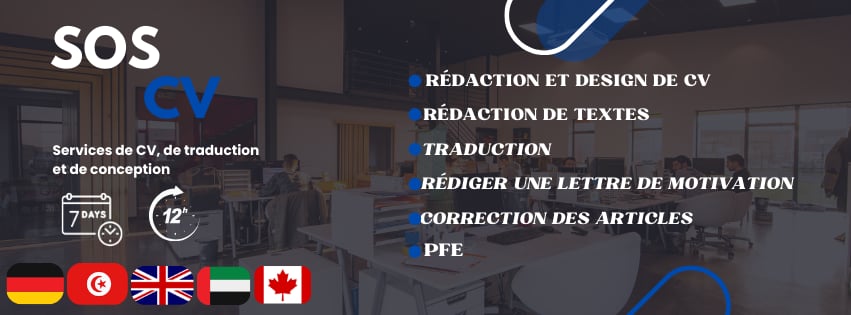 SOS
CV
Services de CV, de traduction
et de conception
7 DAYS
12h
RÉDACTION ET DESIGN DE CV
RÉDACTION DE TEXTES
TRADUCTION
RÉDIGER UNE LETTRE DE MOTIVATION
CORRECTION DES ARTICLES
PFE